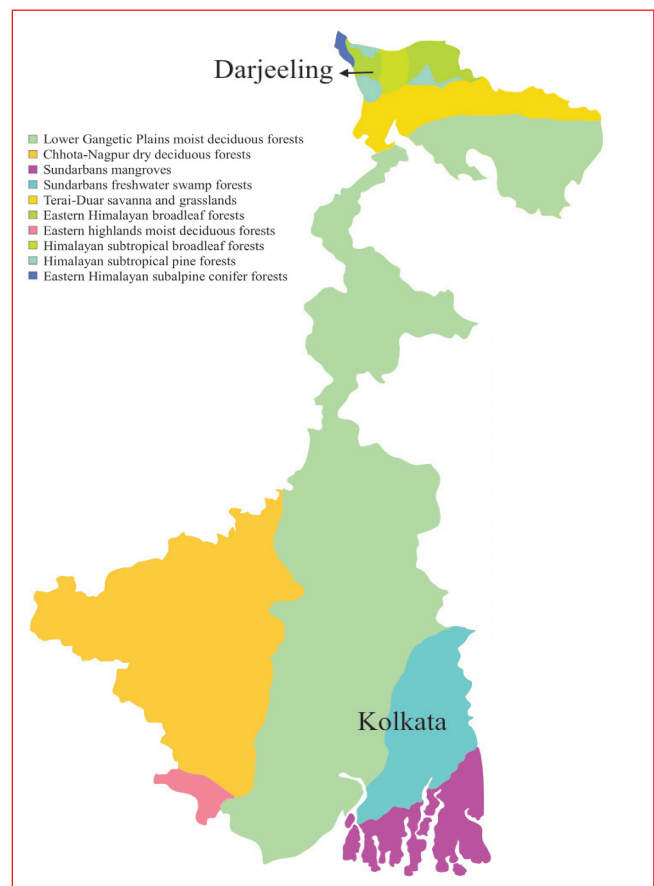 Darjeeling
Lower Gangetic Plains moist deciduous forests
Chhota-Nagpur dry deciduous forests
Sundarbans mangroves
Sundarbans freshwater swamp forests
Terai-Duar savanna and grasslands
Eastern Himalayan broadleaf forests
Eastern highlands moist deciduous forests
Himalayan subtropical broadleaf forests
Himalayan subtropical pine forests
Eastern Himalayan subalpine conifer forests
Kolkata